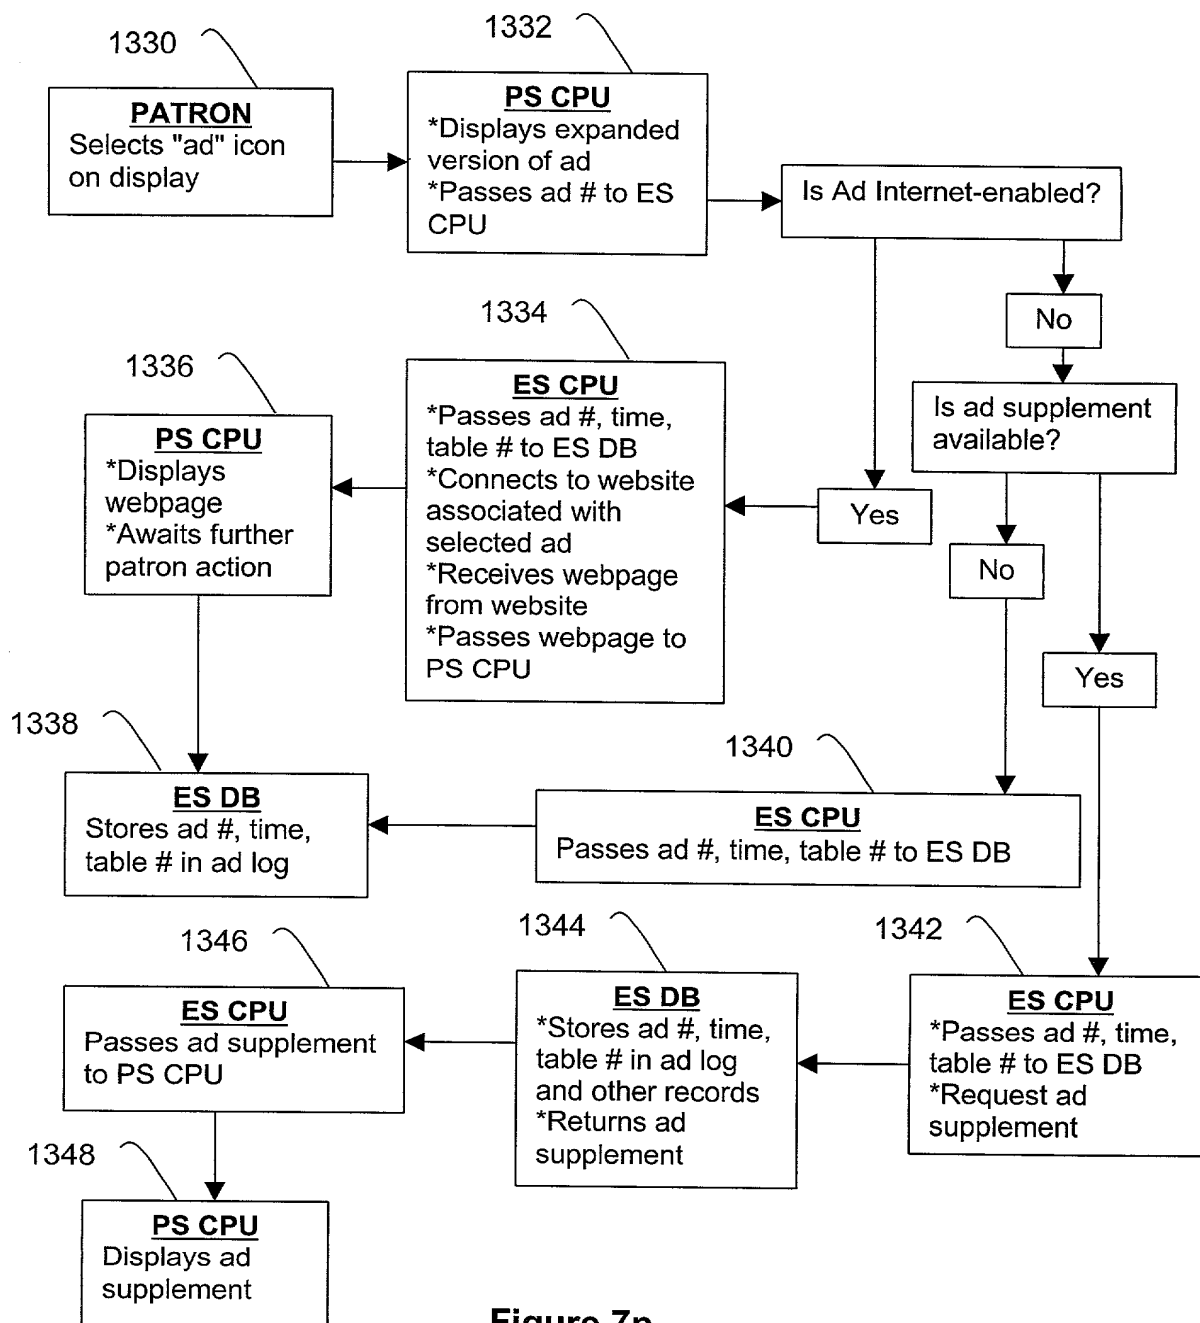 1330
PATRON
Selects "ad" icon
on display
1332
PS CPU
*Displays expanded
version of ad
*Passes ad # to ES
CPU
Is Ad Internet-enabled?
No
Is ad supplement
available?
Yes
No
Yes
1334
ES CPU
*Passes ad #, time,
table # to ES DB
*Connects to website
associated with
selected ad
*Receives webpage
from website
*Passes webpage to
PS CPU
1336
PS CPU
*Displays
webpage
*Awaits further
patron action
1338
ES DB
Stores ad #, time,
table # in ad log
1340
ES CPU
Passes ad #, time, table # to ES DB
1342
ES CPU
*Passes ad #, time,
table # to ES DB
*Request ad
supplement
1344
ES DB
*Stores ad #, time,
table # in ad log
and other records
*Returns ad
supplement
1346
ES CPU
Passes ad supplement
to PS CPU
1348
PS CPU
Displays ad
supplement
Figure 7n